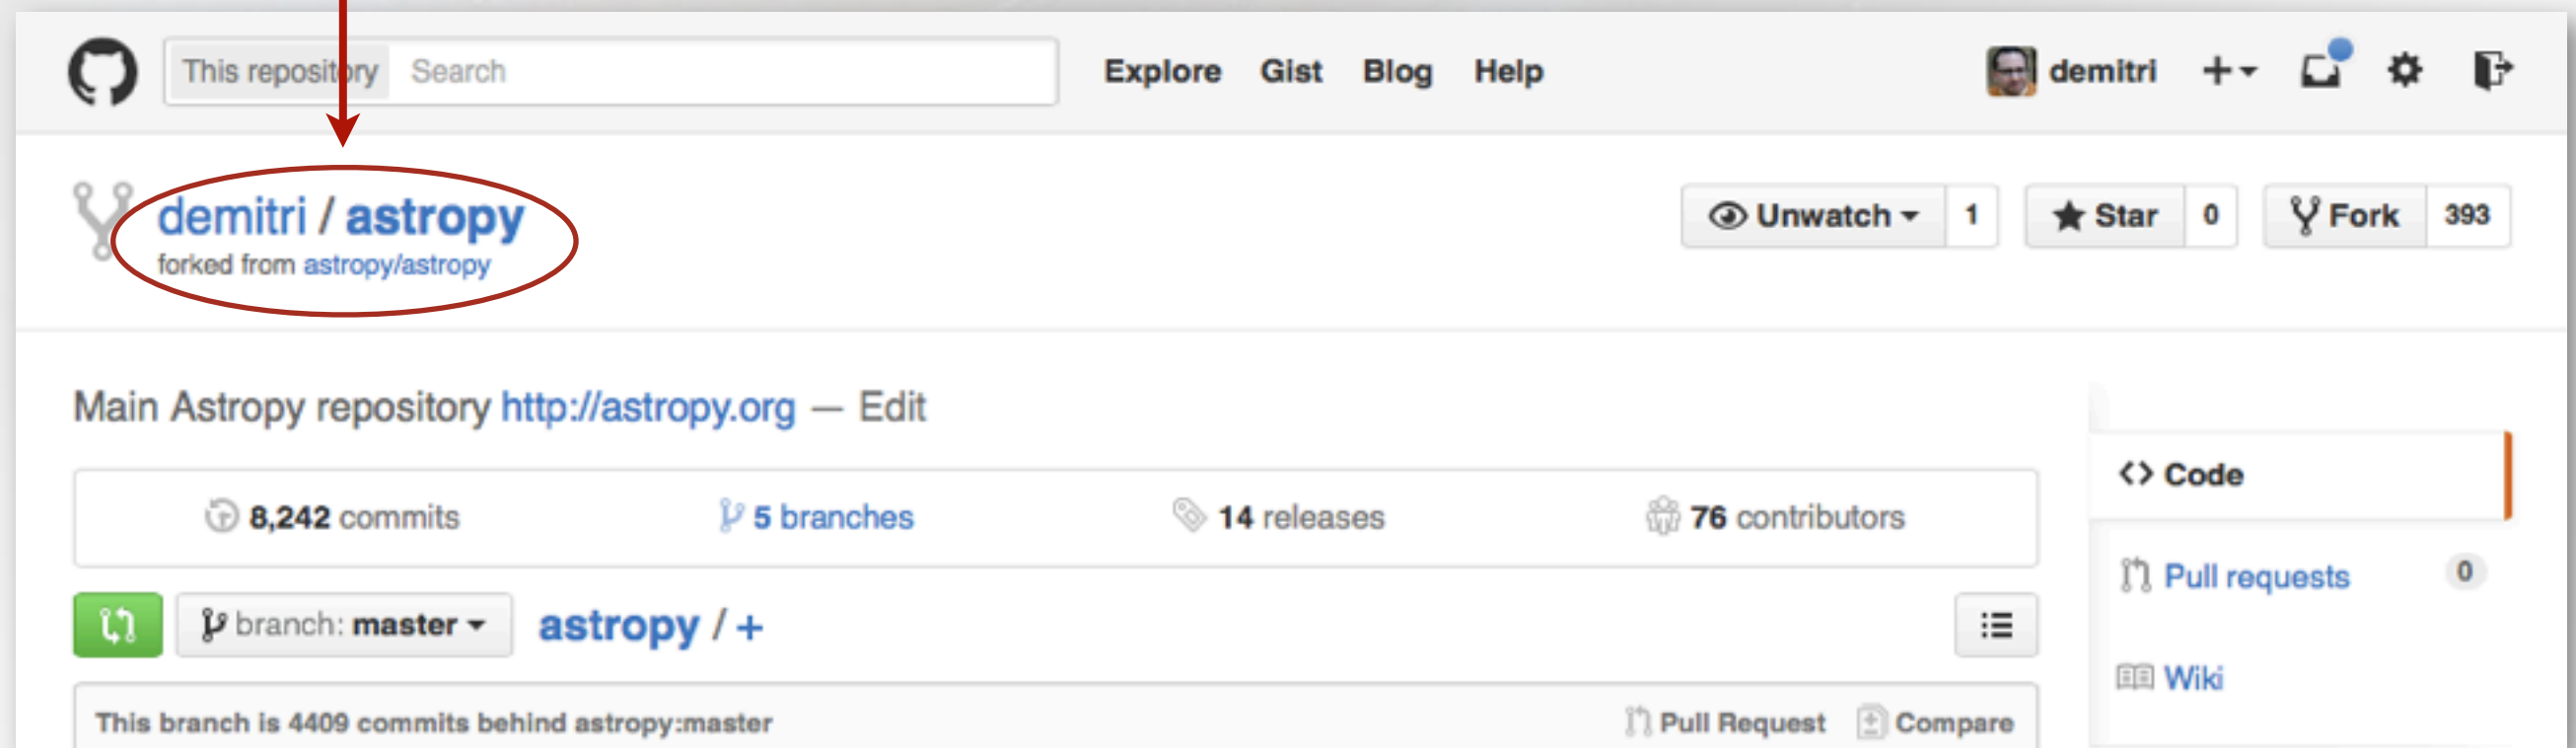 This repository Search Explore Gist Blog Help demitri
demitri / astropy Unwatch 1 Star 0 Fork 393
forked from astropy/astropy
Main Astropy repository http://astropy.org — Edit
Code
8,242 commits 5 branches 14 releases 76 contributors
Pull requests 0
branch: master astropy / +
Wiki
This branch is 4409 commits behind astropy:master Pull Request Compare